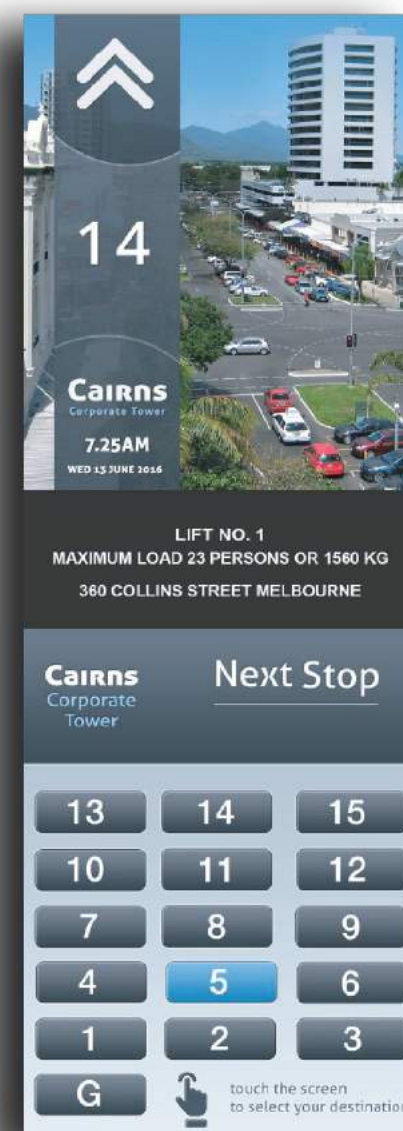 14
CAIRNS
Corporate Tower
7.25AM
WED 13 JUNE 2016
LIFT NO. 1
MAXIMUM LOAD 23 PERSONS OR 1560 KG
360 COLLINS STREET MELBOURNE
CAIRNS
Corporate
Tower
Next Stop
13 14 15
10 11 12
7 8 9
4 5 6
1 2 3
G
touch the screen
to select your destination